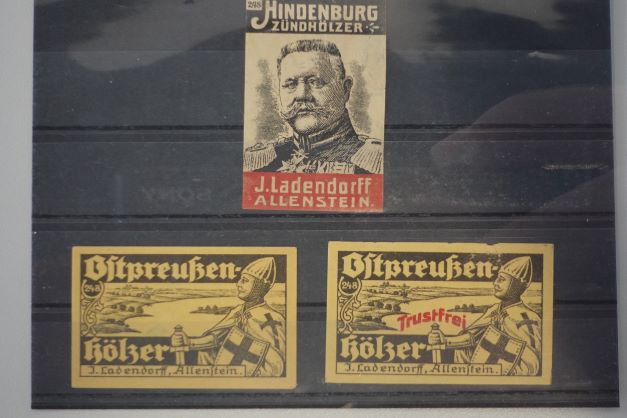 248 HINDENBURG
ZÜNDHÖLZER
J. Ladendorff
ALLENSTEIN.
Ostpreußen-
248
hölzer
J. Ladendorff, Allenstein.
Ostpreußen-
248
Trustfrei
hölzer
J. Ladendorff, Allenstein.